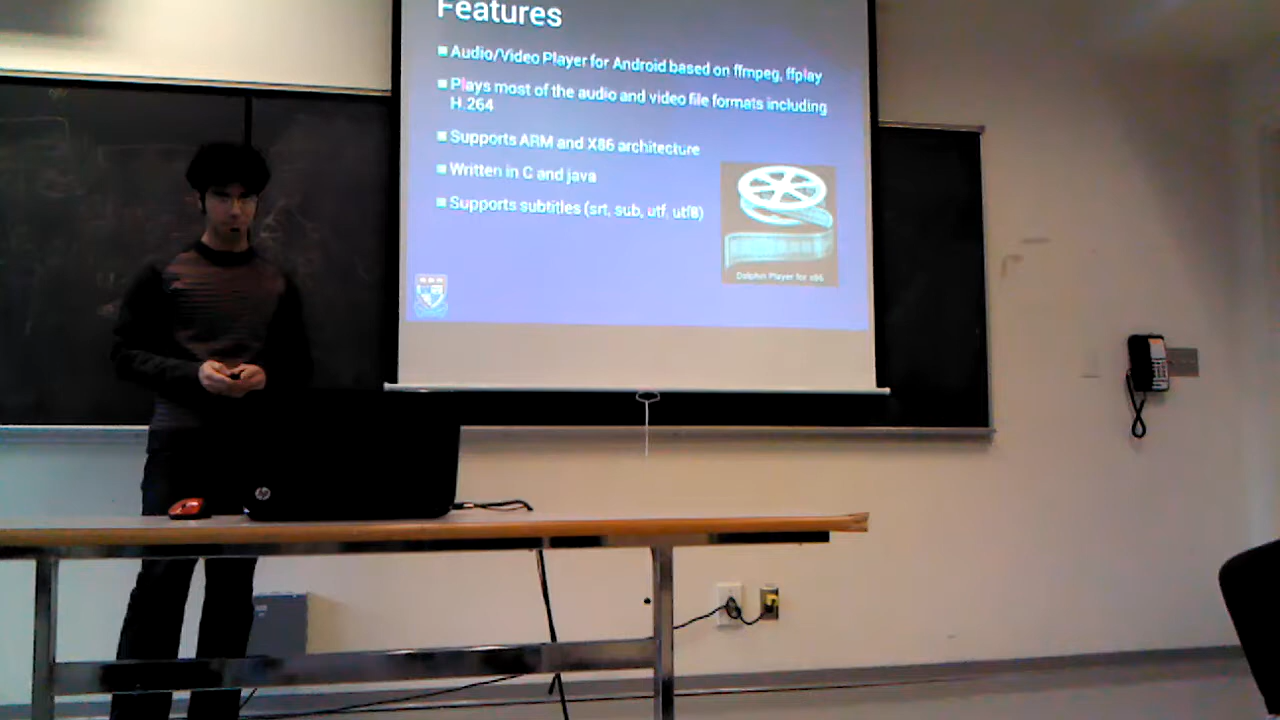 Features
Audio/Video Player for Android based on ffmpeg, ffplay
Plays most of the audio and video file formats including
H.264
Supports ARM and X86 architecture
Written in C and java
Supports subtitles (srt, sub, utf, utf8)
Dolphin Player for x86
hp